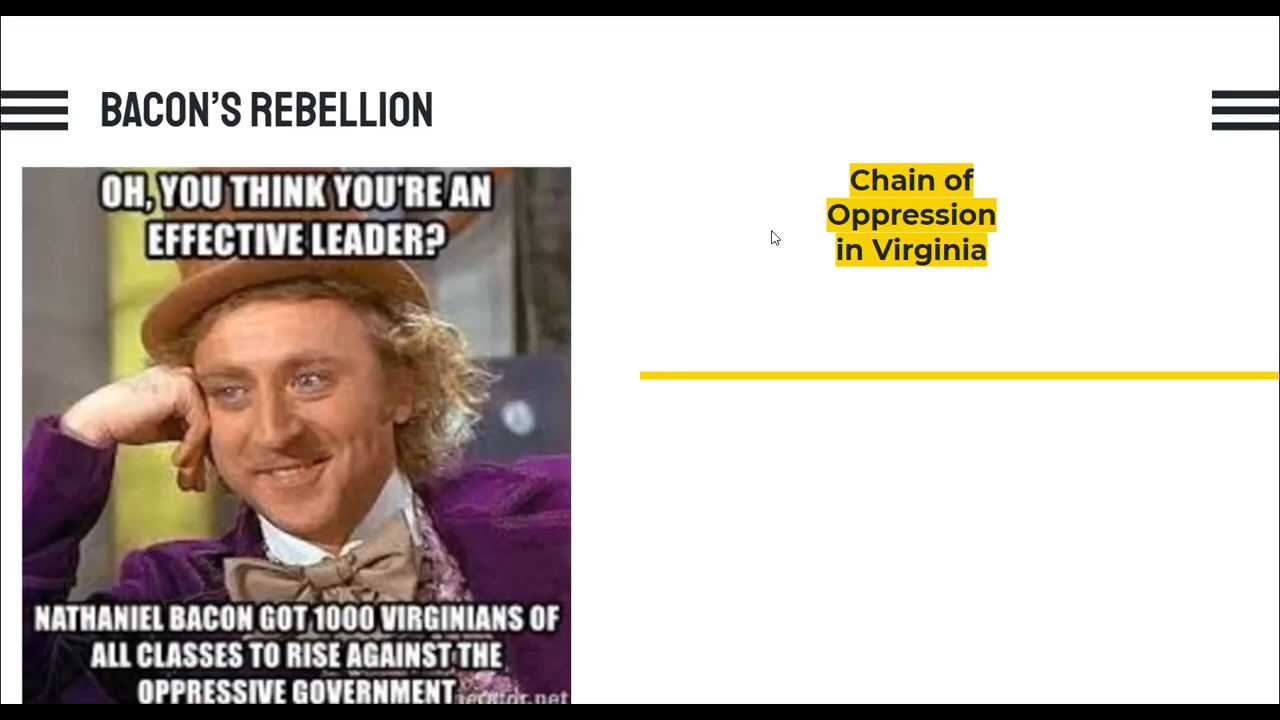 BACON'S REBELLION
OH, YOU THINK YOU'RE AN
EFFECTIVE LEADER?
NATHANIEL BACON GOT 1000 VIRGINIANS OF
ALL CLASSES TO RISE AGAINST THE
OPPRESSIVE GOVERNMENT
Chain of
Oppression
in Virginia